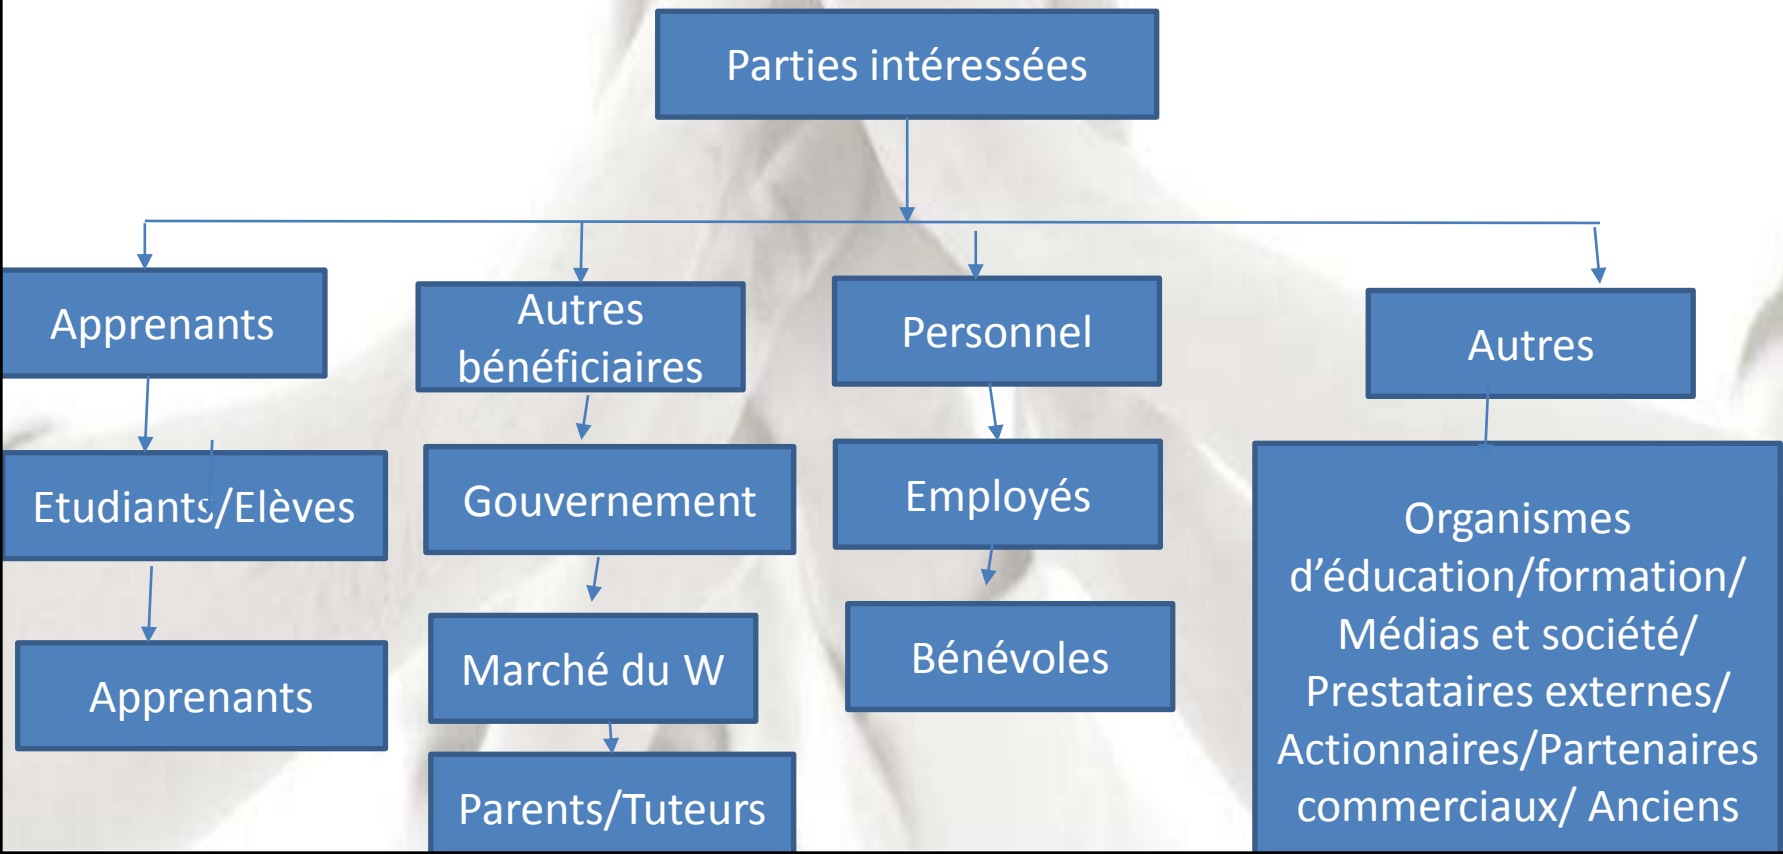 Parties intéressées
Apprenants
Autres
bénéficiaires
Personnel
Autres
Etudiants/Elèves
Gouvernement
Employés
Organismes
d’éducation/formation/
Médias et société/
Prestataires externes/
Actionnaires/Partenaires
commerciaux/ Anciens
Apprenants
Marché du W
Bénévoles
Parents/Tuteurs